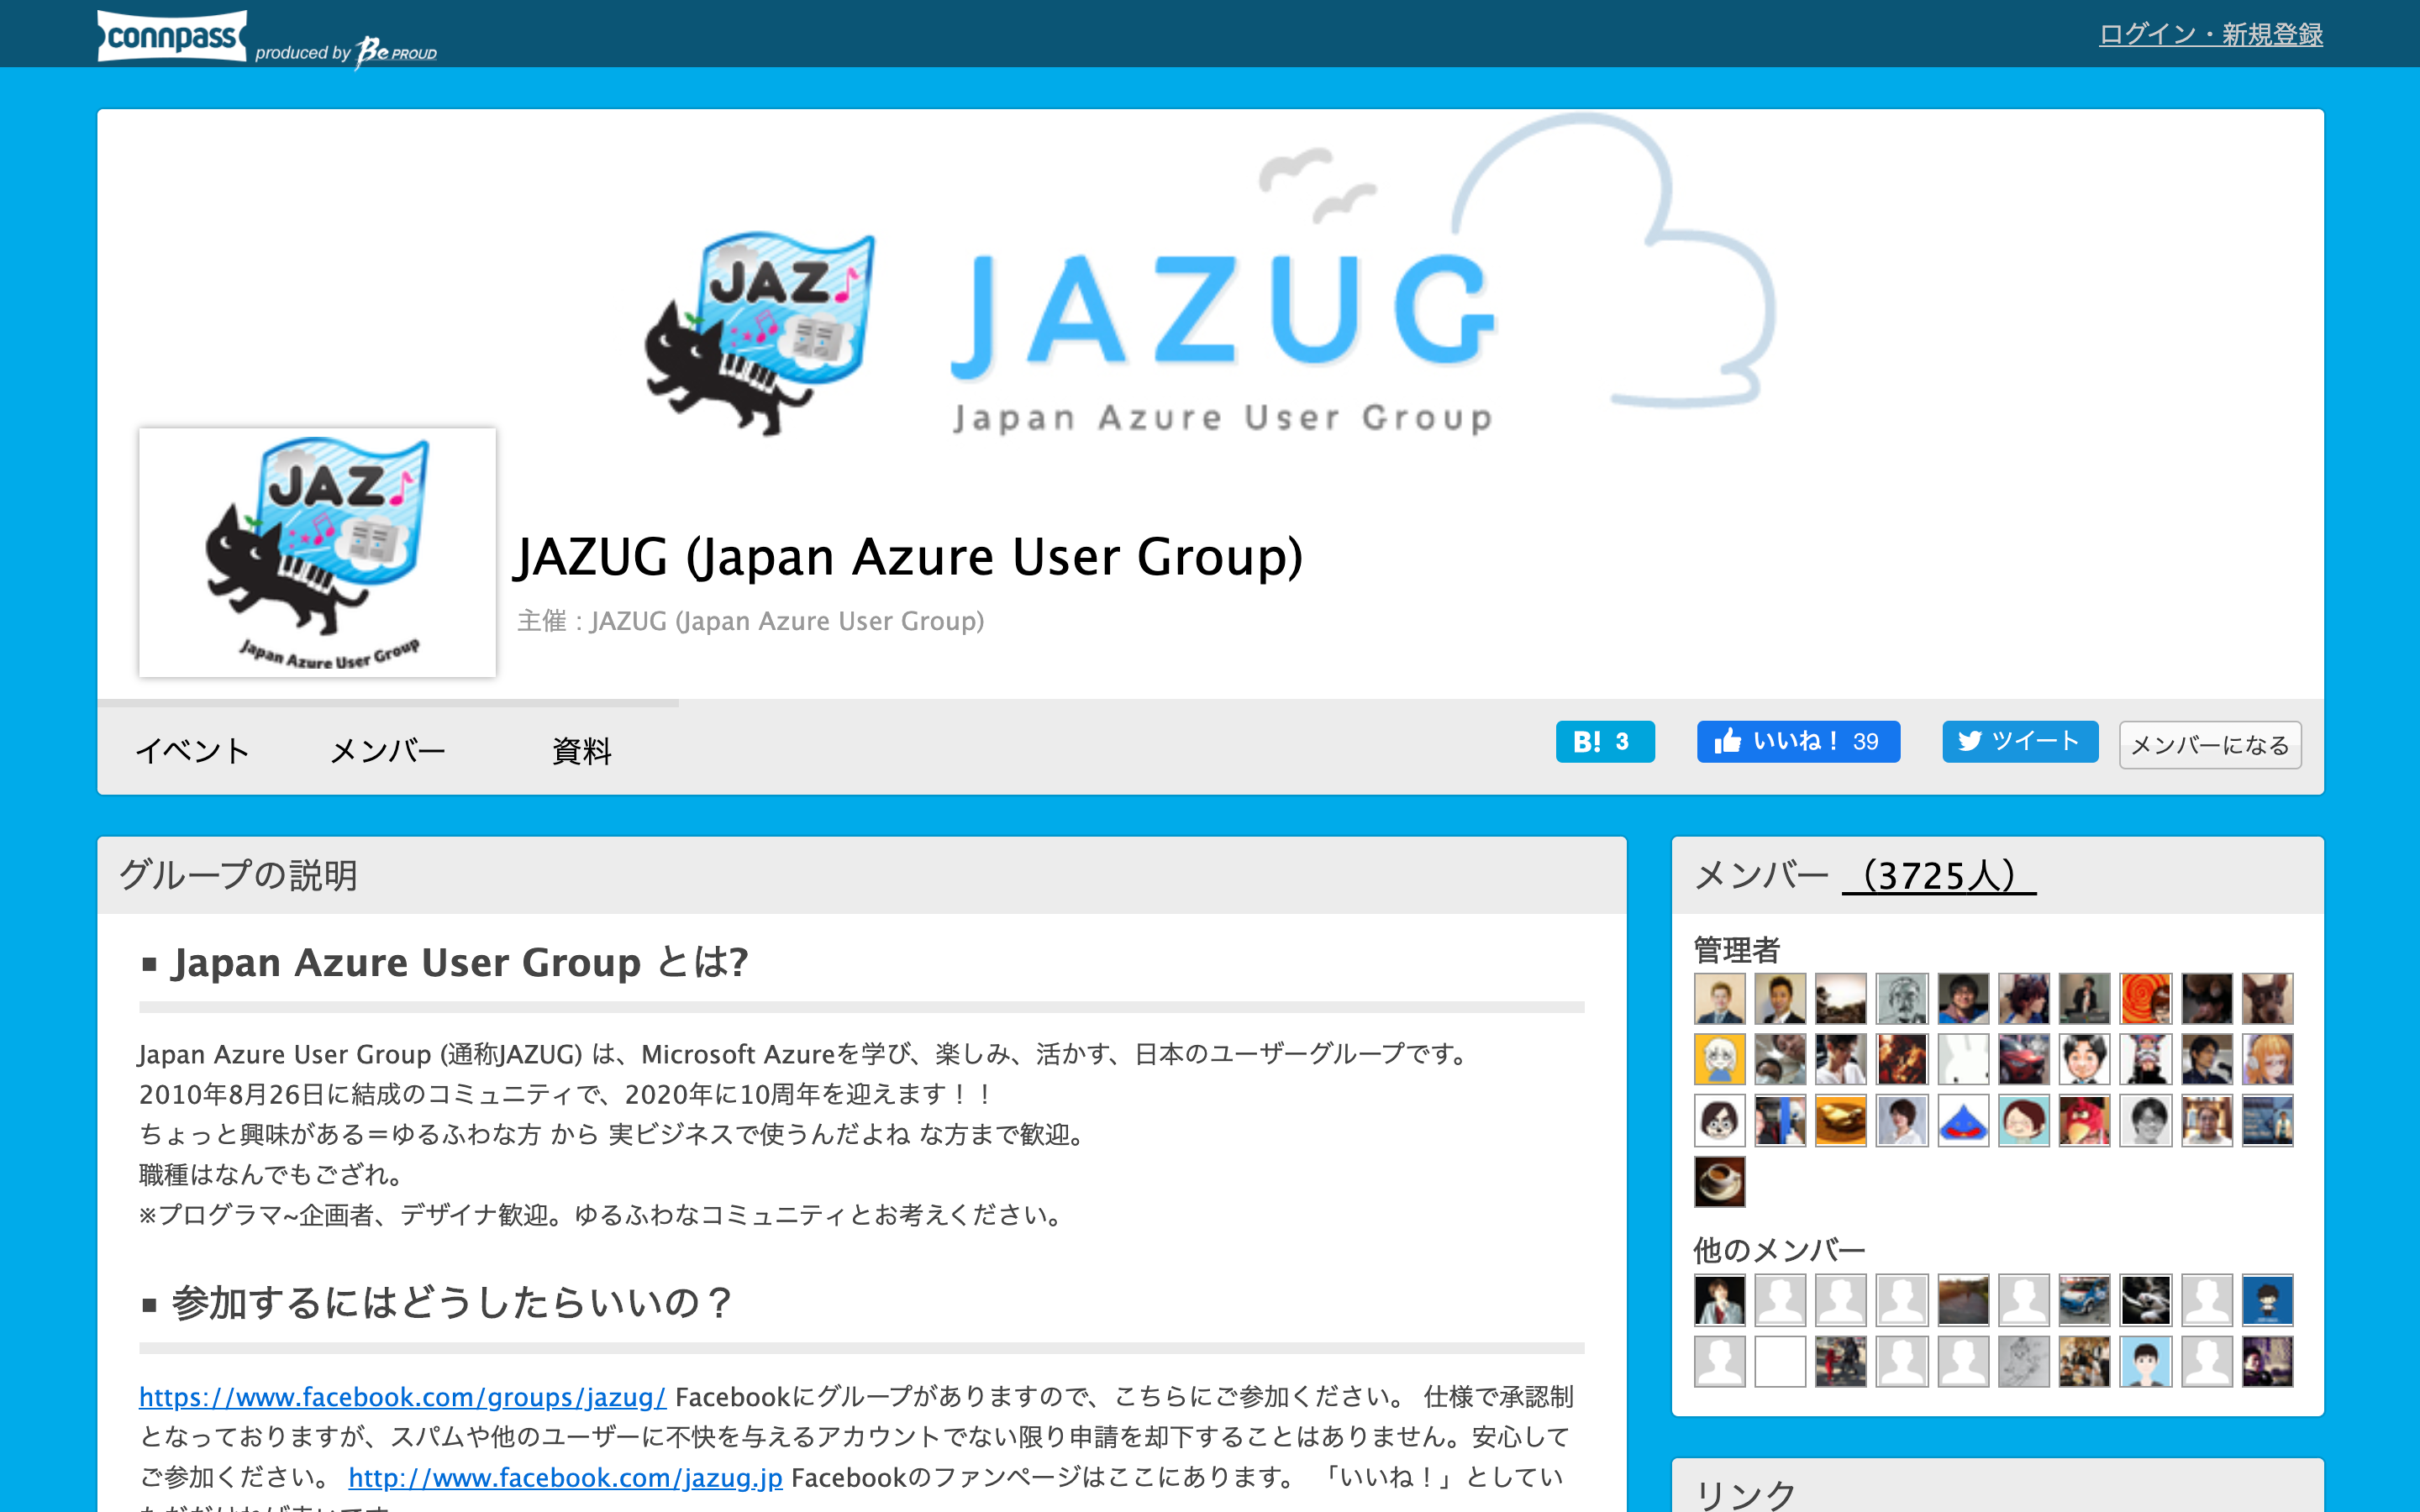 connpass produced by Be PROUD
ログイン・新規登録
JAZ♪
JAZUG
Japan Azure User Group
JAZ♪
Japan Azure User Group
JAZUG (Japan Azure User Group)
主催 : JAZUG (Japan Azure User Group)
イベント メンバー 資料
B! 3 いいね！ 39 ツイート メンバーになる
グループの説明
▪ Japan Azure User Group とは?
Japan Azure User Group (通称JAZUG) は、Microsoft Azureを学び、楽しみ、活かす、日本のユーザーグループです。
2010年8月26日に結成のコミュニティで、2020年に10周年を迎えます！！
ちょっと興味がある＝ゆるふわな方 から 実ビジネスで使うんだよね な方まで歓迎。
職種はなんでもござれ。
※プログラマ~企画者、デザイナ歓迎。ゆるふわなコミュニティとお考えください。
▪ 参加するにはどうしたらいいの？
https://www.facebook.com/groups/jazug/ Facebookにグループがありますので、こちらにご参加ください。 仕様で承認制
となっておりますが、スパムや他のユーザーに不快を与えるアカウントでない限り申請を却下することはありません。安心して
ご参加ください。 http://www.facebook.com/jazug.jp Facebookのファンページはここにあります。 「いいね！」としてい
メンバー （3725人）
管理者
他のメンバー
リンク